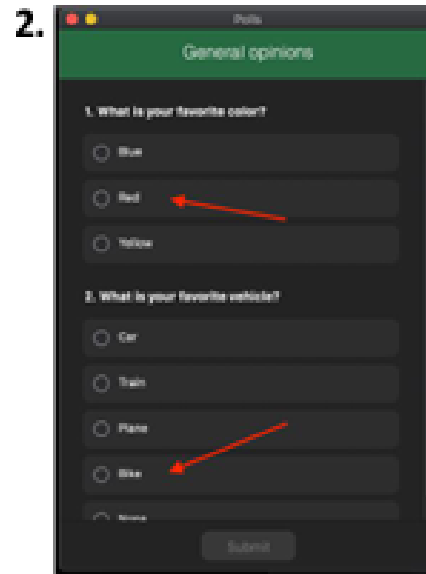 2.
Polls
General opinions
1. What is your favorite color?
Blue
Red
Yellow
2. What is your favorite vehicle?
Car
Train
Plane
Bike
None
Submit